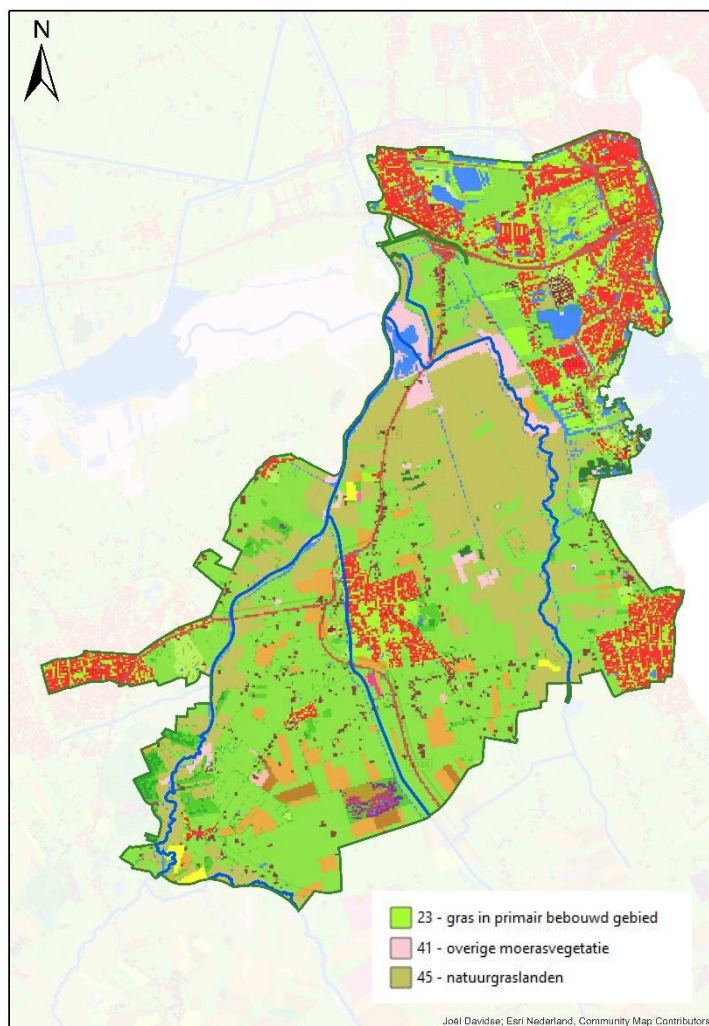 N
23 - gras in primair bebouwd gebied
41 - overige moerasvegetatie
45 - natuurgraslanden
Joël Davidse; Esri Nederland, Community Map Contributors